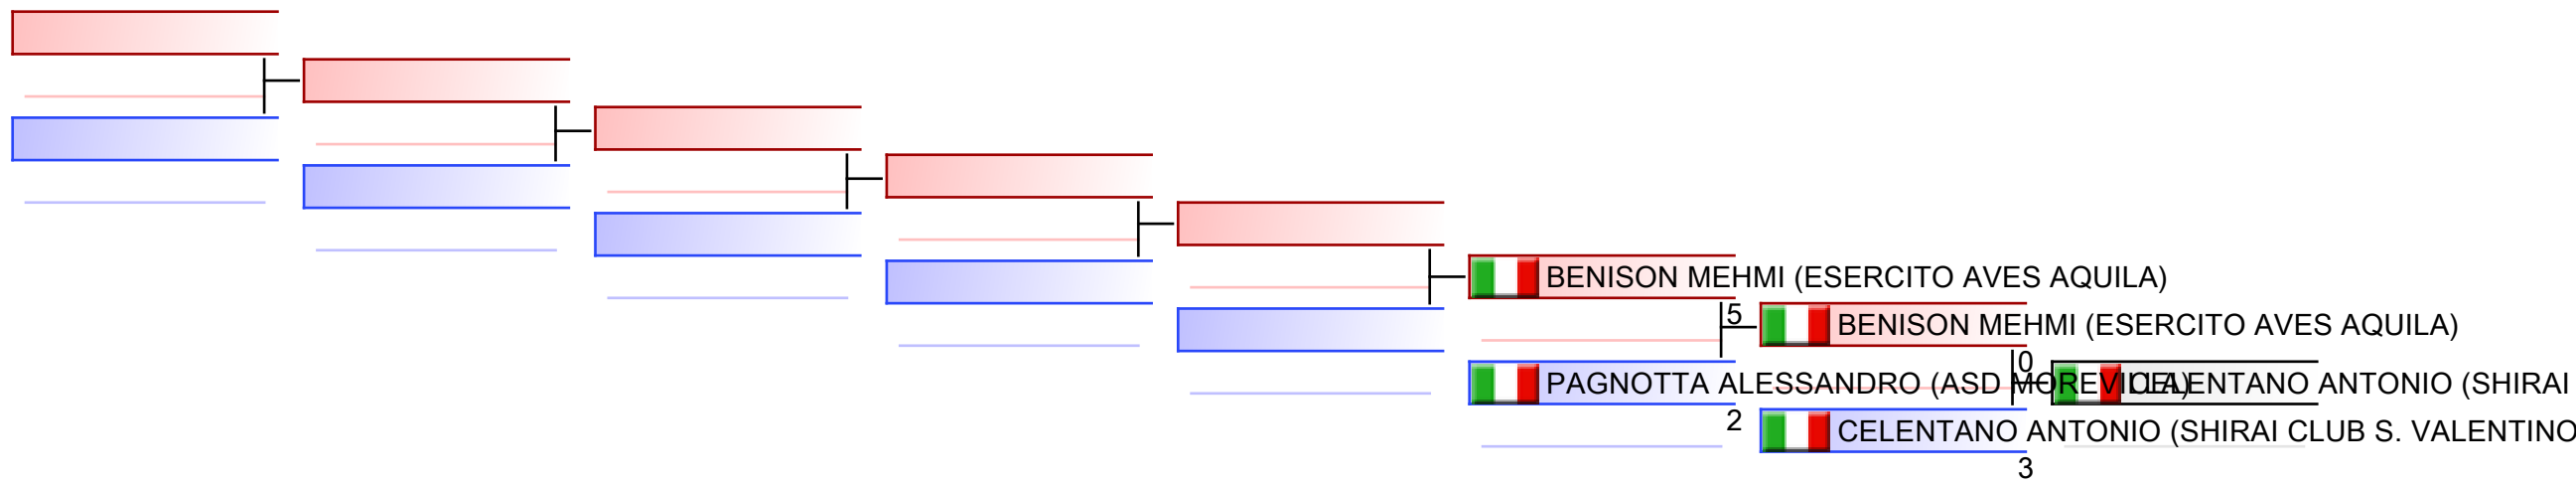 BENISON MEHMI (ESERCITO AVES AQUILA)
5
BENISON MEHMI (ESERCITO AVES AQUILA)
0
PAGNOTTA ALESSANDRO (ASD MOREVILLA)
CELENTANO ANTONIO (SHIRAI
2
CELENTANO ANTONIO (SHIRAI CLUB S. VALENTINO
3